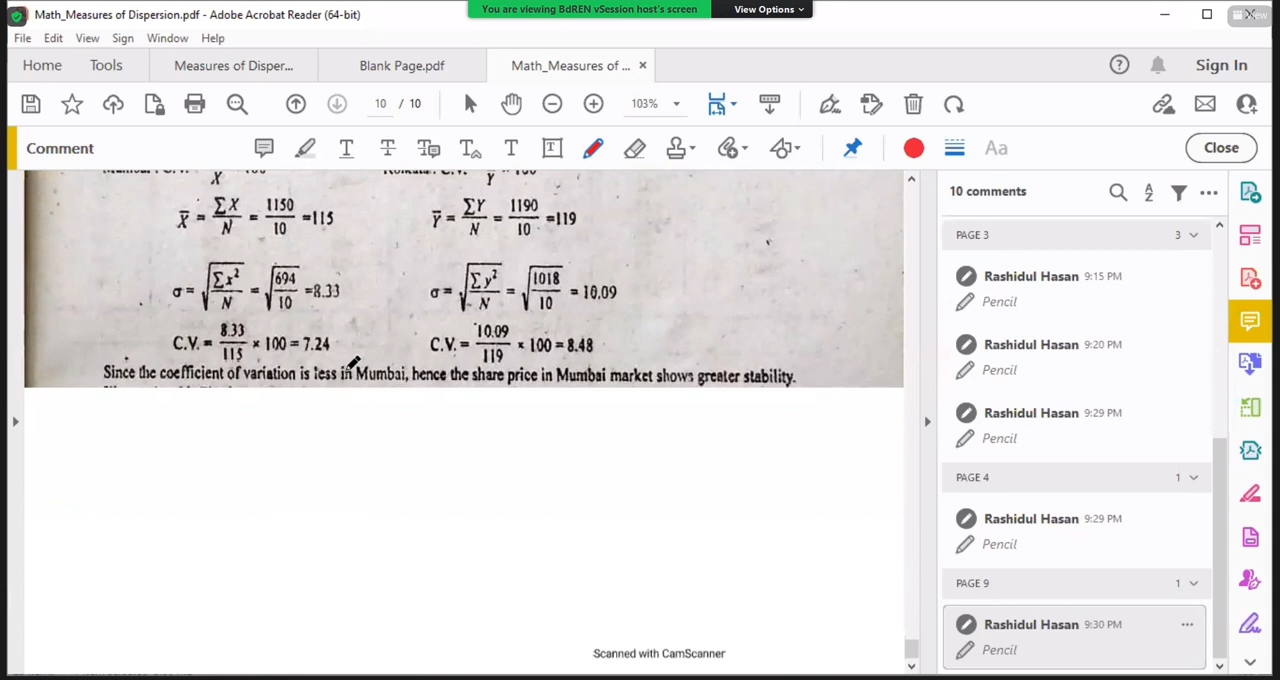 Math_Measures of Dispersion.pdf - Adobe Acrobat Reader (64-bit)
You are viewing BdREN vSession host's screen
View Options
View
File Edit View Sign Window Help
Home Tools Measures of Disper... Blank Page.pdf Math_Measures of ... ×
Sign In
10 / 10 103%
Comment
Aa
Close
X̄ = ΣX/N = 1150/10 =115
Ȳ = ΣY/N = 1190/10 =119
σ = √(Σx²/N) = √(694/10) =8.33
σ = √(Σy²/N) = √(1018/10) = 10.09
C.V. = 8.33/115 × 100 = 7.24
C.V. = 10.09/119 × 100 = 8.48
Since the coefficient of variation is less in Mumbai, hence the share price in Mumbai market shows greater stability.
Scanned with CamScanner
10 comments
PAGE 3 3
Rashidul Hasan 9:15 PM
Pencil
Rashidul Hasan 9:20 PM
Pencil
Rashidul Hasan 9:29 PM
Pencil
PAGE 4 1
Rashidul Hasan 9:29 PM
Pencil
PAGE 9 1
Rashidul Hasan 9:30 PM
Pencil